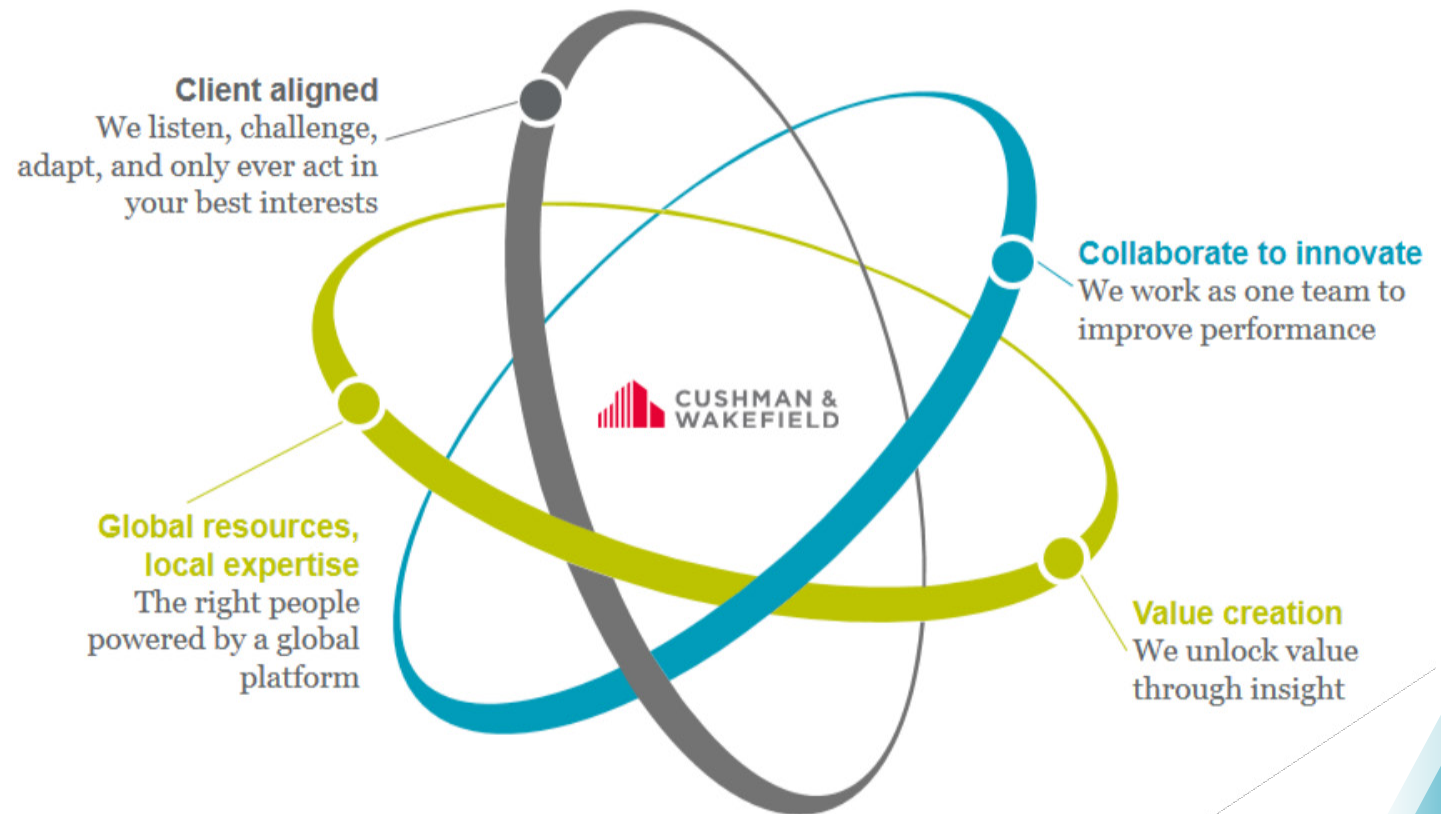 Client aligned
We listen, challenge,
adapt, and only ever act in
your best interests
Collaborate to innovate
We work as one team to
improve performance
CUSHMAN &
WAKEFIELD
Global resources,
local expertise
The right people
powered by a global
platform
Value creation
We unlock value
through insight